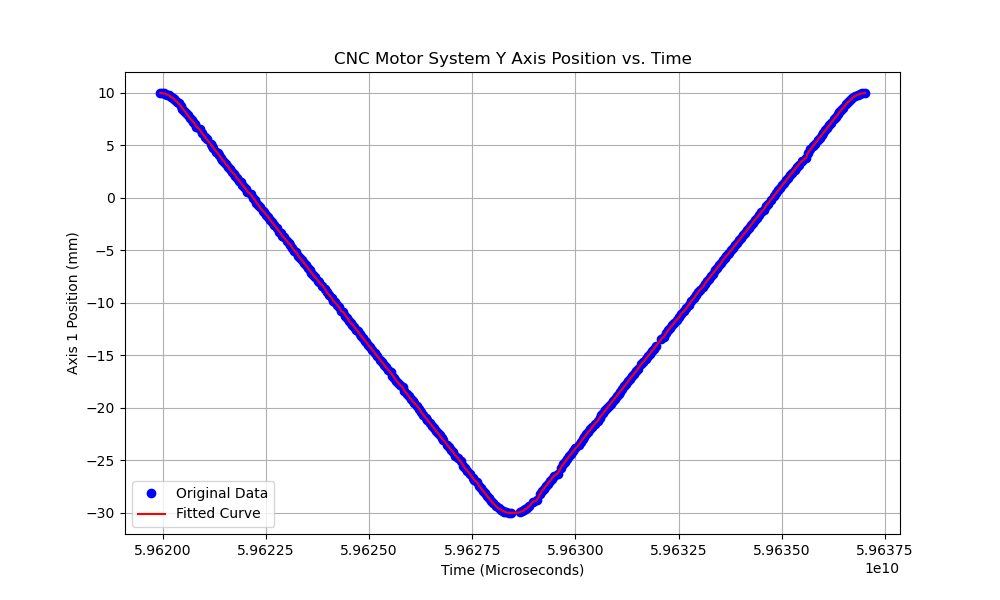 CNC Motor System Y Axis Position vs. Time
Axis 1 Position (mm)
10
5
0
−5
−10
−15
−20
−25
−30
Original Data
Fitted Curve
5.96200 5.96225 5.96250 5.96275 5.96300 5.96325 5.96350 5.96375
1e10
Time (Microseconds)